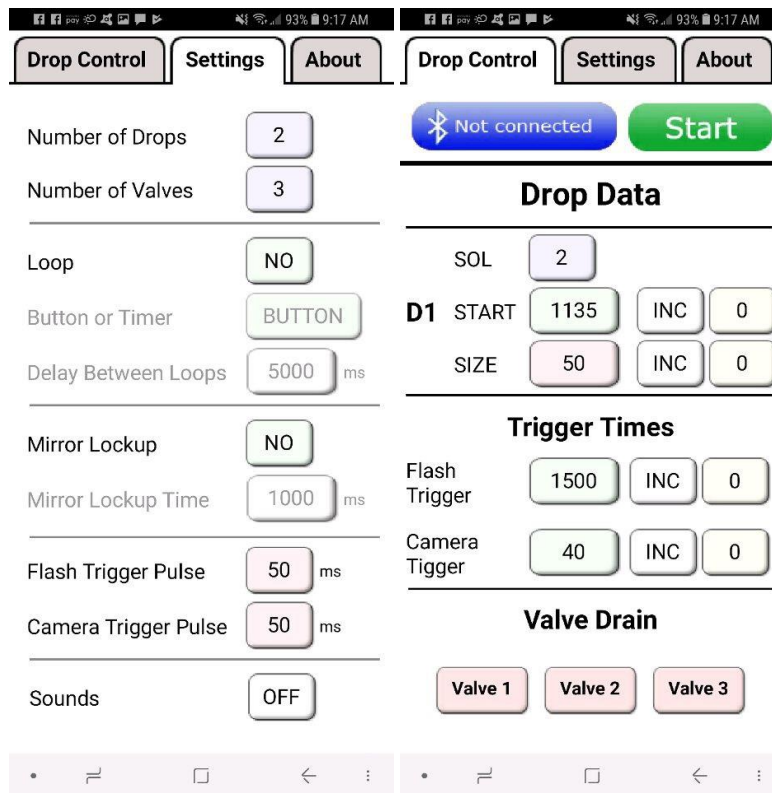 pay 93% 9:17 AM
Drop Control Settings About
Number of Drops 2
Number of Valves 3
Loop NO
Button or Timer BUTTON
Delay Between Loops 5000 ms
Mirror Lockup NO
Mirror Lockup Time 1000 ms
Flash Trigger Pulse 50 ms
Camera Trigger Pulse 50 ms
Sounds OFF
pay 93% 9:17 AM
Drop Control Settings About
Not connected Start
Drop Data
SOL 2
D1 START 1135 INC 0
SIZE 50 INC 0
Trigger Times
Flash
Trigger 1500 INC 0
Camera
Tigger 40 INC 0
Valve Drain
Valve 1 Valve 2 Valve 3